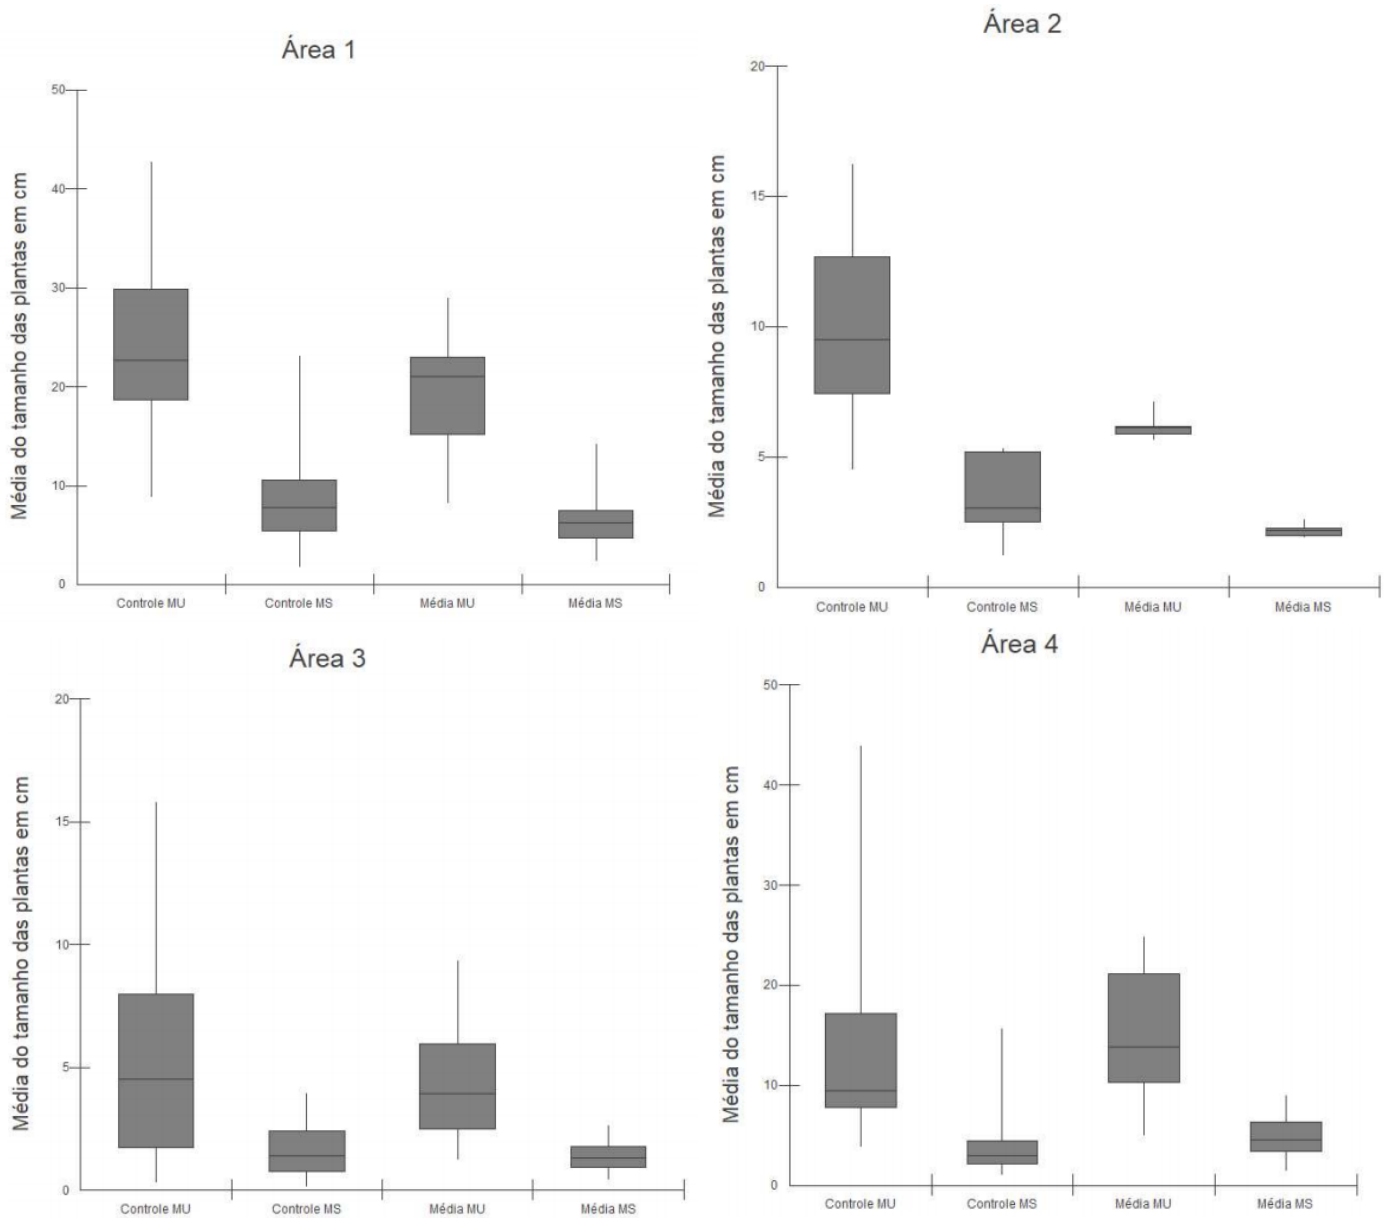 Área 1
Média do tamanho das plantas em cm
50
40
30
20
10
0
Controle MU
Controle MS
Média MU
Média MS
Área 2
Média do tamanho das plantas em cm
20
15
10
5
0
Controle MU
Controle MS
Média MU
Média MS
Área 3
Média do tamanho das plantas em cm
20
15
10
5
0
Controle MU
Controle MS
Média MU
Média MS
Área 4
Média do tamanho das plantas em cm
50
40
30
20
10
0
Controle MU
Controle MS
Média MU
Média MS